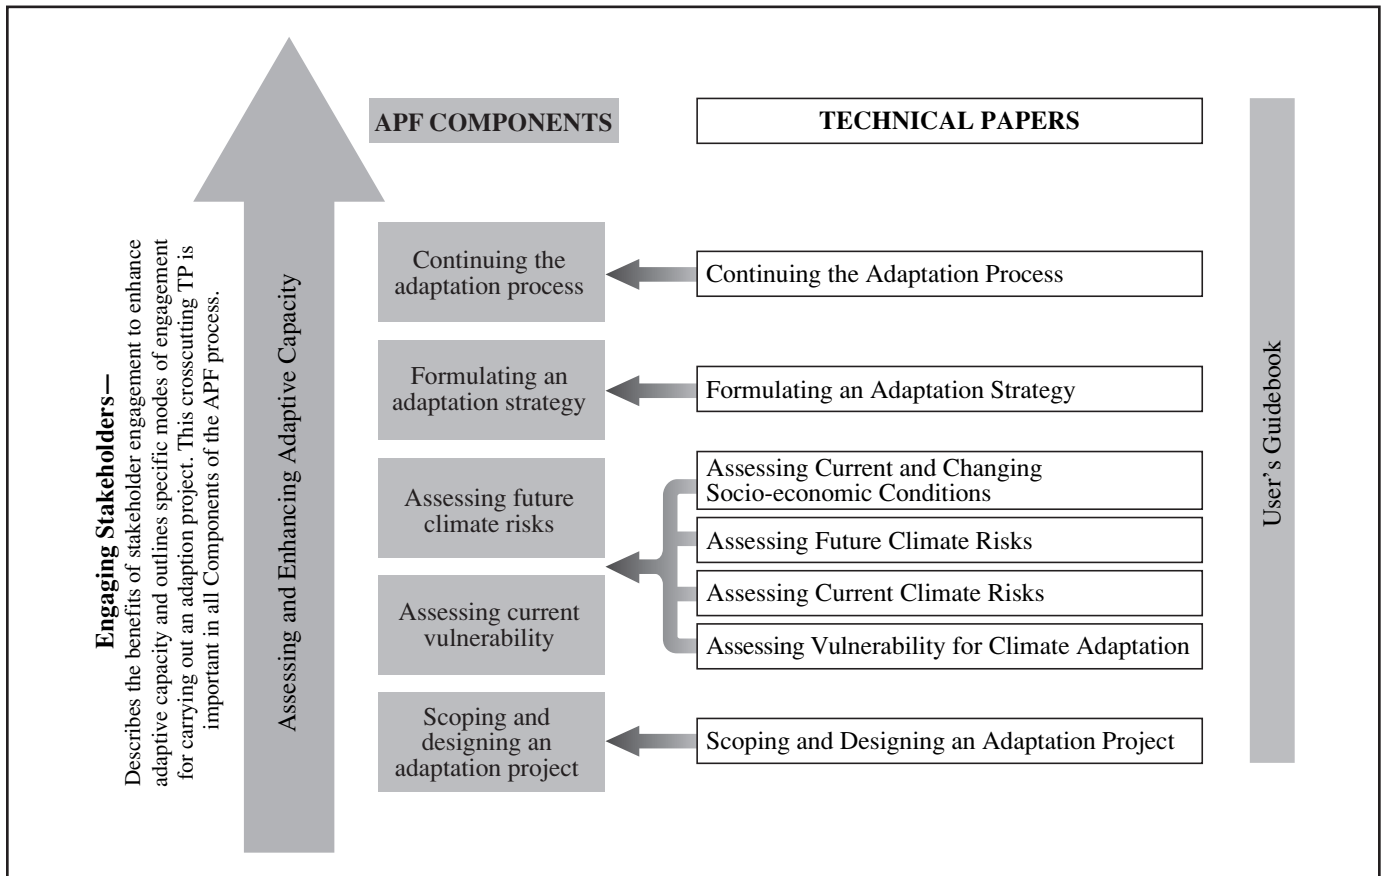 Engaging Stakeholders—
Describes the benefits of stakeholder engagement to enhance
adaptive capacity and outlines specific modes of engagement
for carrying out an adaption project. This crosscutting TP is
important in all Components of the APF process.
Assessing and Enhancing Adaptive Capacity
APF COMPONENTS
TECHNICAL PAPERS
Continuing the
adaptation process
Continuing the Adaptation Process
Formulating an
adaptation strategy
Formulating an Adaptation Strategy
Assessing future
climate risks
Assessing current
vulnerability
Assessing Current and Changing
Socio-economic Conditions
Assessing Future Climate Risks
Assessing Current Climate Risks
Assessing Vulnerability for Climate Adaptation
Scoping and
designing an
adaptation project
Scoping and Designing an Adaptation Project
User's Guidebook